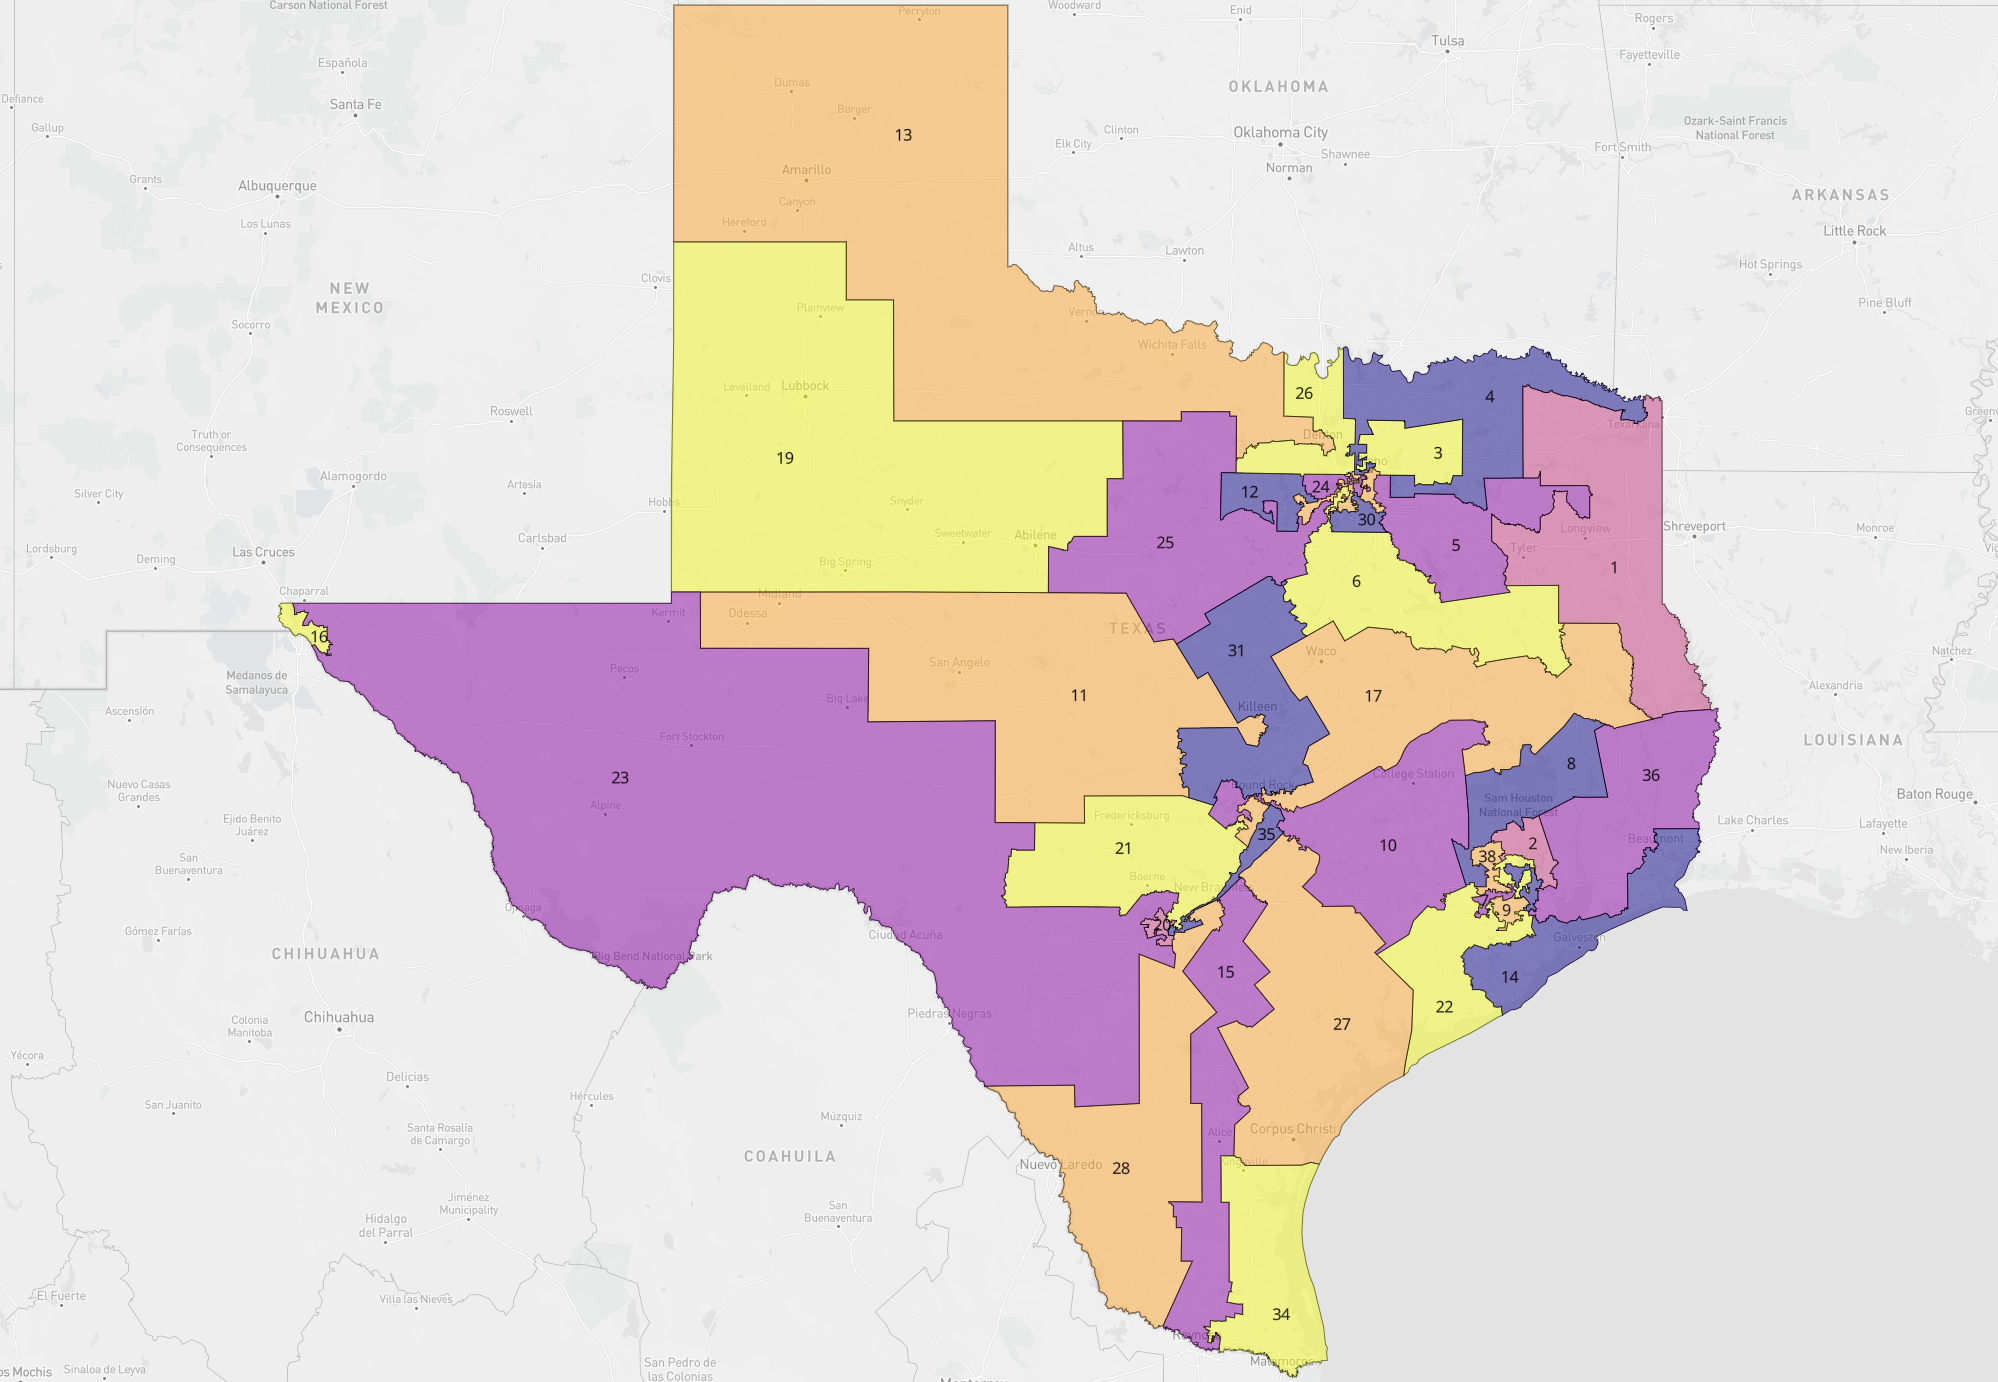 Carson National Forest
Perryton
Woodward
Enid
Rogers
Tulsa
Fayetteville
Española
Dumas
OKLAHOMA
Defiance
Santa Fe
Borger
Ozark-Saint Francis
National Forest
Gallup
13
Clinton
Oklahoma City
Elk City
Shawnee
Fort Smith
Amarillo
Norman
Grants
Albuquerque
ARKANSAS
Canyon
Los Lunas
Hereford
Little Rock
Altus
Lawton
Clovis
Hot Springs
NEW
MEXICO
Plainview
Vernon
Pine Bluff
Socorro
Wichita Falls
Levelland
Lubbock
26
4
Roswell
Texarkana
Truth or
Consequences
Denton
3
19
Alamogordo
Artesia
24
12
Silver City
Hobbs
Snyder
30
Longview
Shreveport
Monroe
Sweetwater
Abilene
25
5
Tyler
Lordsburg
Deming
Las Cruces
Carlsbad
Big Spring
1
6
Chaparral
Midland
Kermit
Odessa
TEXAS
16
31
Waco
Natchez
San Angelo
Pecos
Medanos de
Samalayuca
11
17
Alexandria
Big Lake
Killeen
Ascensión
Fort Stockton
LOUISIANA
23
8
36
College Station
Nuevo Casas
Grandes
Round Rock
Sam Houston
National Forest
Baton Rouge
Alpine
Fredericksburg
Ejido Benito
Juárez
35
Lake Charles
Lafayette
Beaumont
21
10
2
New Iberia
38
San
Buenaventura
Boerne
New Braunfels
Ojinaga
9
20
Gómez Farías
Ciudad Acuña
Galveston
CHIHUAHUA
Big Bend National Park
15
14
22
Chihuahua
Colonia
Manitoba
Piedras Negras
27
Yécora
Delicias
Hércules
San Juanito
Múzquiz
Santa Rosalía
de Camargo
Alice
Corpus Christi
COAHUILA
Nuevo Laredo
28
Kingsville
Jiménez
Municipality
Hidalgo
del Parral
San
Buenaventura
El Fuerte
Villa las Nieves
34
Matamoros
San Pedro de
las Colonias
Sinaloa de Leyva